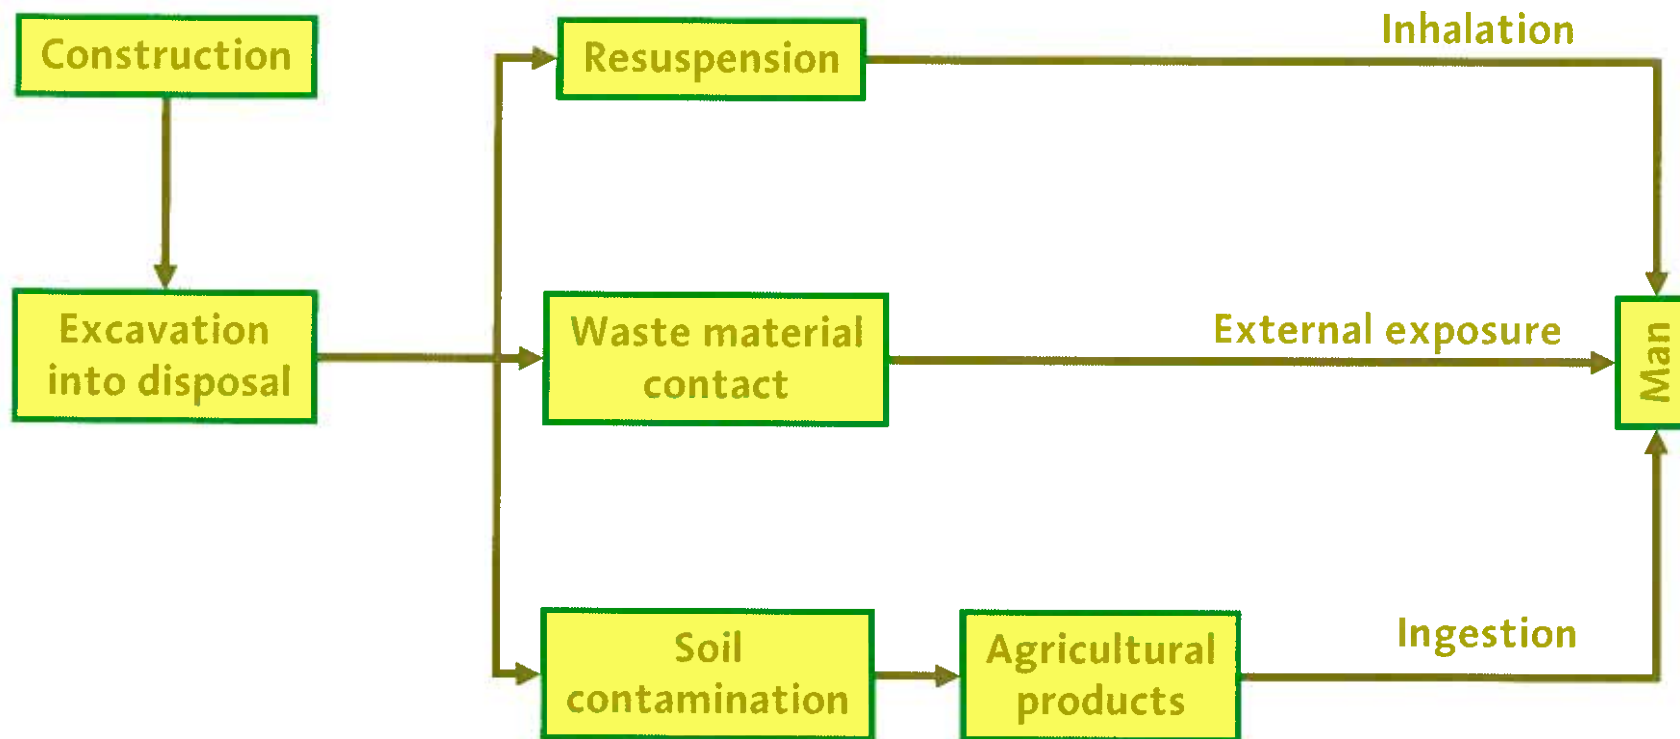 Construction
Resuspension
Inhalation
Excavation
into disposal
Waste material
contact
External exposure
Man
Soil
contamination
Agricultural
products
Ingestion